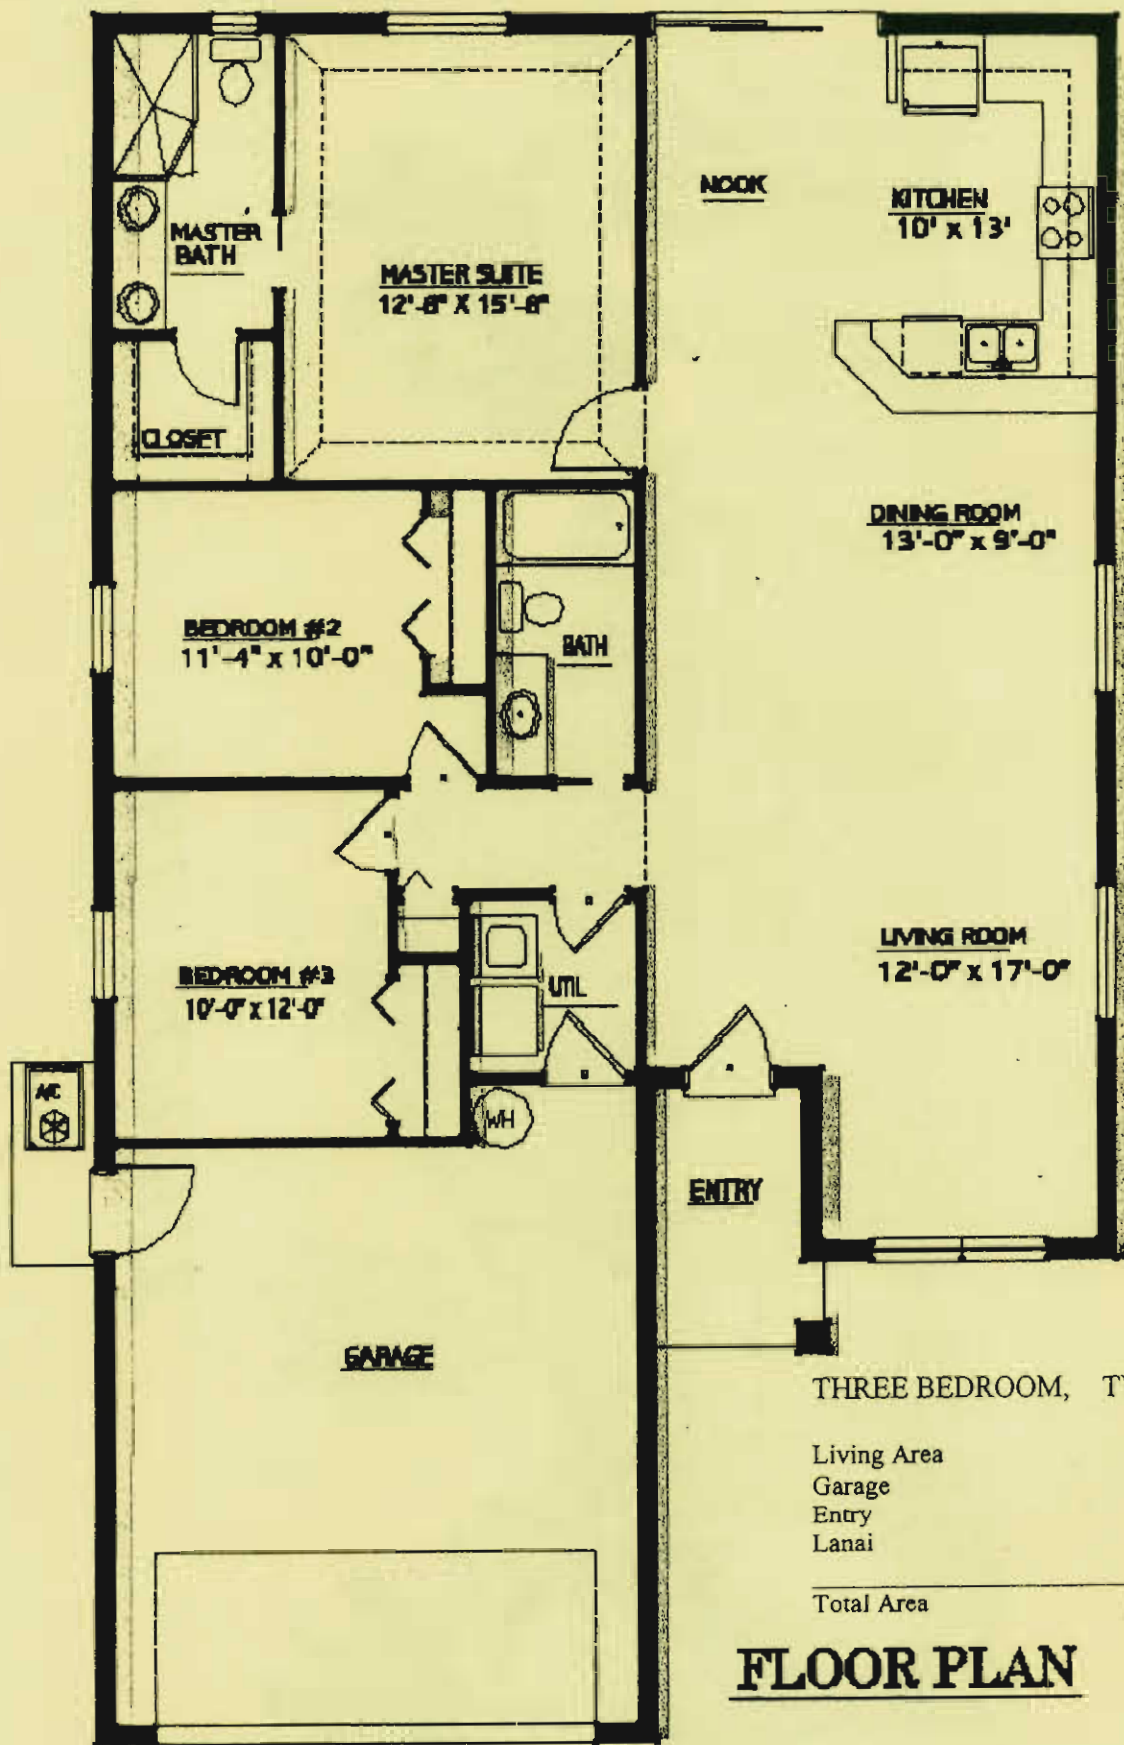 NOOK
KITCHEN
10' x 13'
MASTER
BATH
MASTER SUITE
12'-8" X 15'-8"
CLOSET
DINING ROOM
13'-0" x 9'-0"
BEDROOM #2
11'-4" x 10'-0"
BATH
LIVING ROOM
12'-0" x 17'-0"
BEDROOM #3
10'-0" x 12'-0"
UTIL
A/C
WH
ENTRY
GARAGE
THREE BEDROOM,
Living Area
Garage
Entry
Lanai
Total Area
FLOOR PLAN